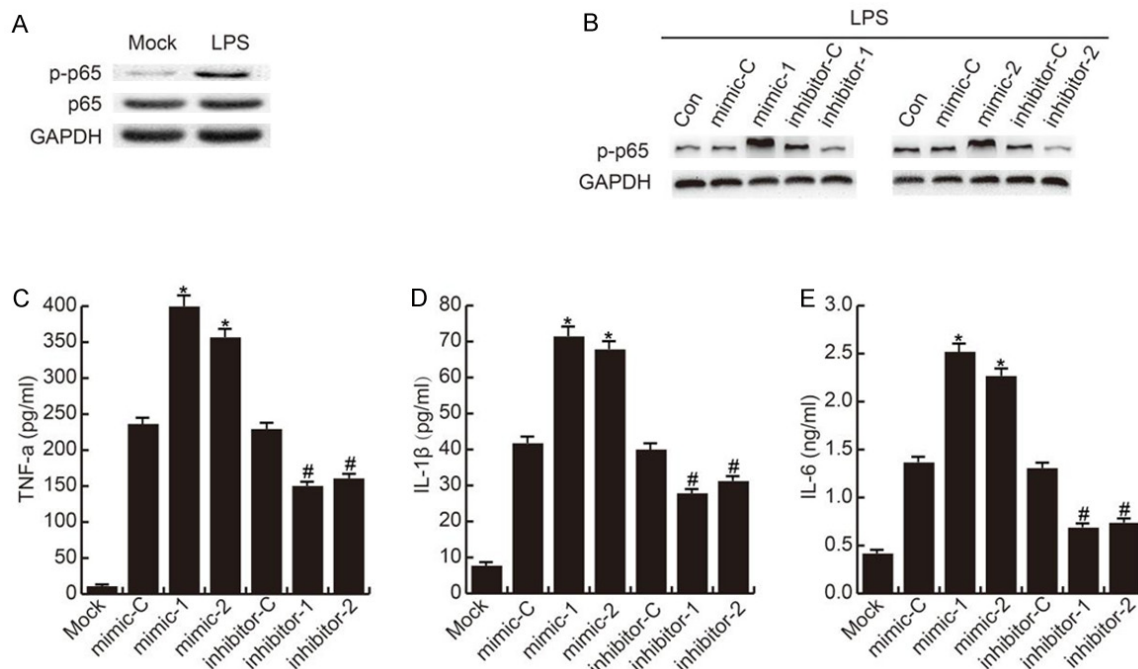 A
Mock LPS
p-p65
p65
GAPDH
B
LPS
Con mimic-C mimic-1 inhibitor-C inhibitor-1 Con mimic-C mimic-2 inhibitor-C inhibitor-2
p-p65
GAPDH
C
TNF-a (pg/ml)
400
350
300
250
200
150
100
50
0
* * # #
Mock mimic-C mimic-1 mimic-2 inhibitor-C inhibitor-1 inhibitor-2
D
IL-1β (pg/ml)
80
70
60
50
40
30
20
10
0
* * # #
Mock mimic-C mimic-1 mimic-2 inhibitor-C inhibitor-1 inhibitor-2
E
IL-6 (ng/ml)
3.0
2.5
2.0
1.5
1.0
0.5
0.0
* * # #
Mock mimic-C mimic-1 mimic-2 inhibitor-C inhibitor-1 inhibitor-2